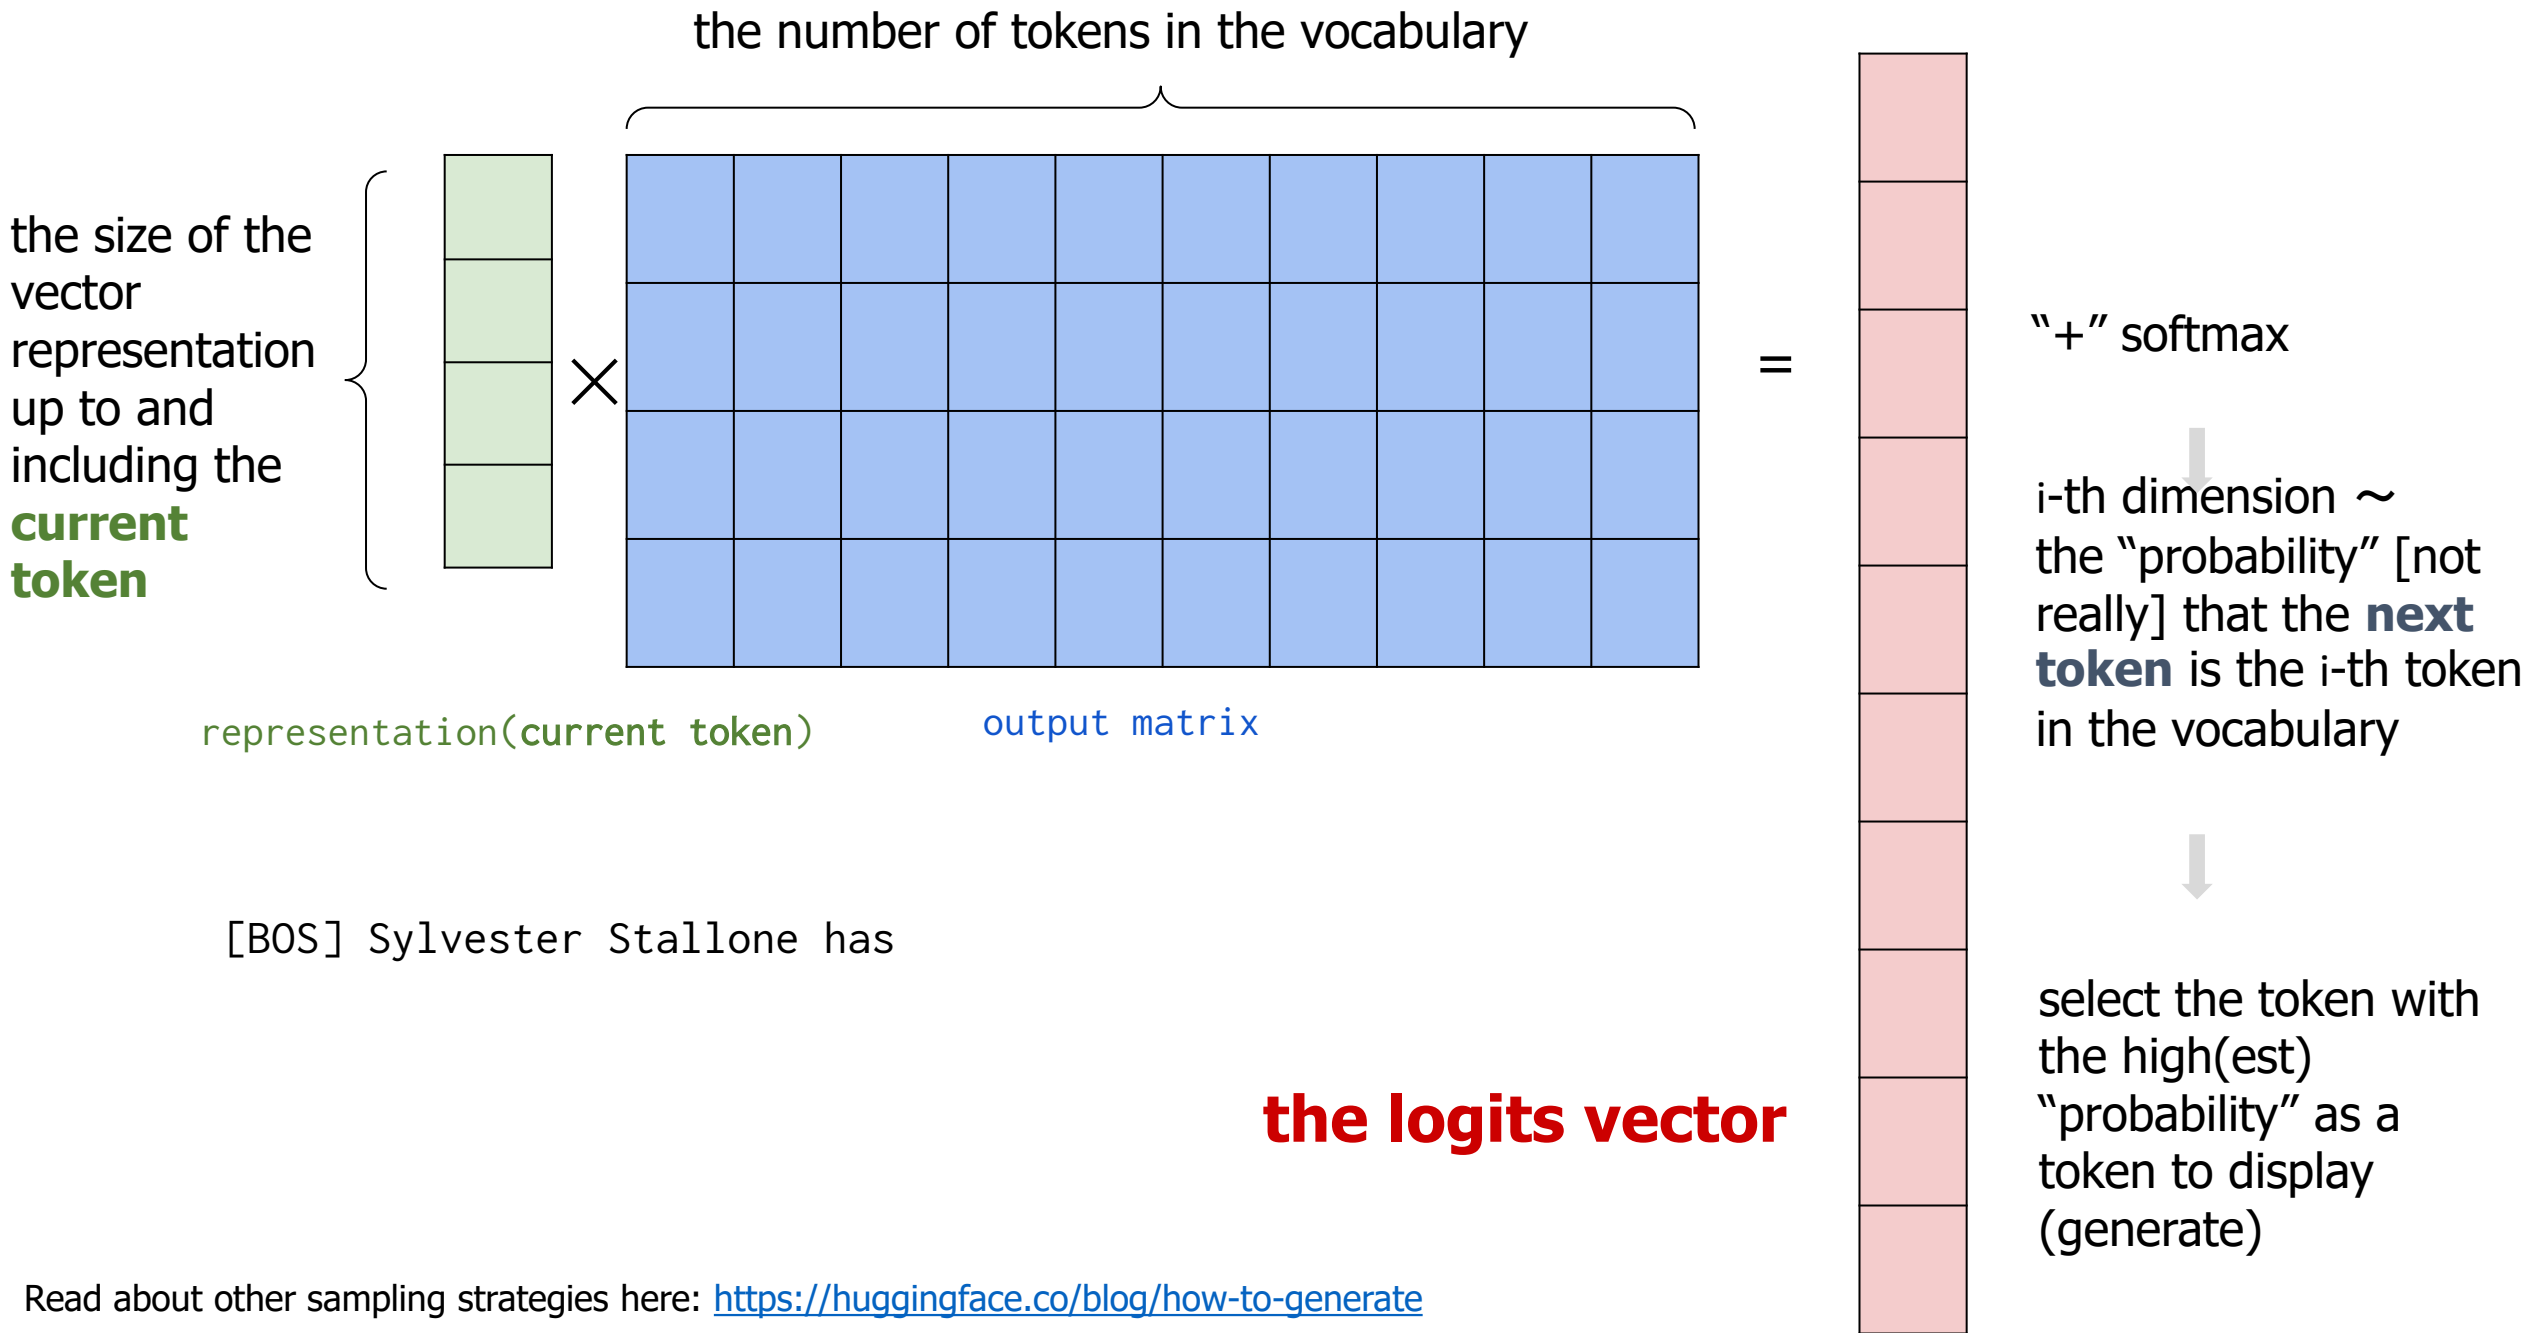 the number of tokens in the vocabulary
the size of the
vector
representation
up to and
including the
current
token
×
=
“+” softmax
i-th dimension ～
the “probability” [not
really] that the next
token is the i-th token
in the vocabulary
representation(current token)
output matrix
[BOS] Sylvester Stallone has
select the token with
the high(est)
“probability” as a
token to display
(generate)
the logits vector
Read about other sampling strategies here: https://huggingface.co/blog/how-to-generate